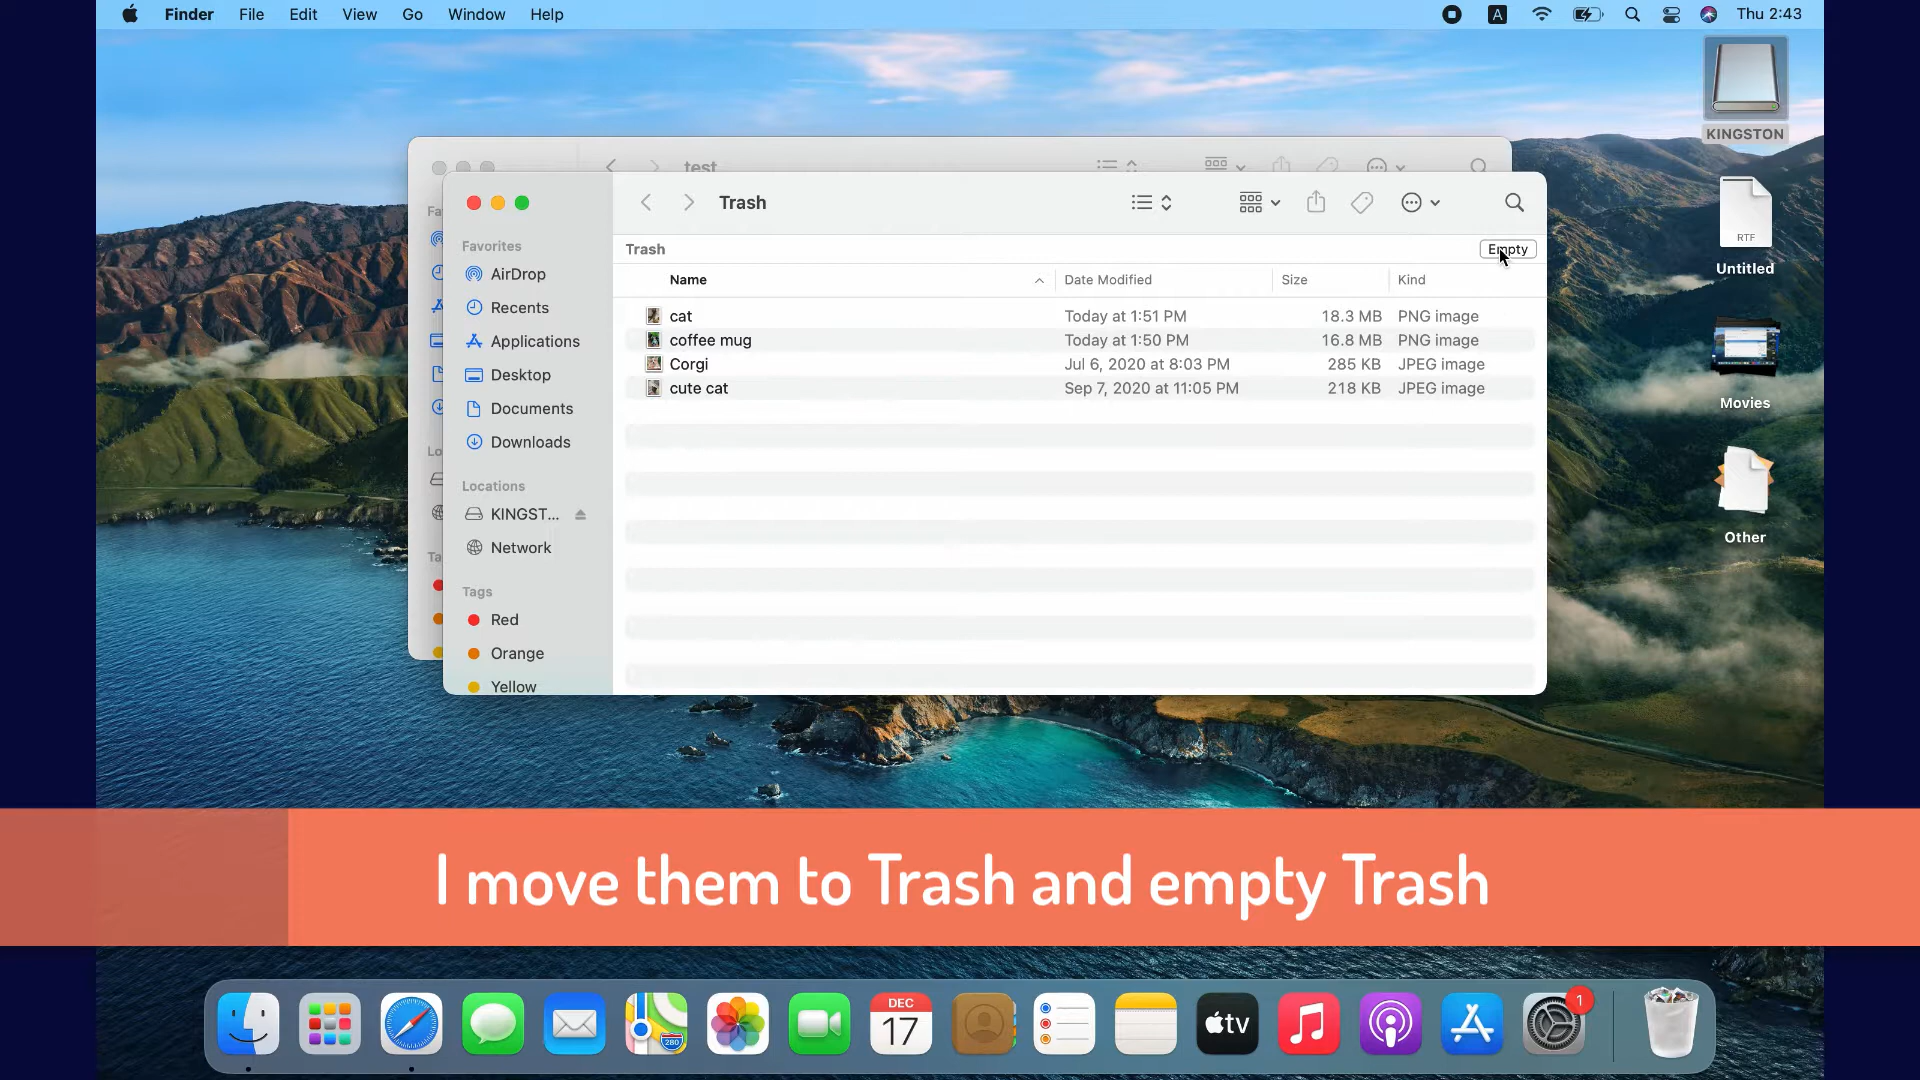 Finder File Edit View Go Window Help
A
Thu 2:43
KINGSTON
test
Trash
Fa
Favorites
Trash
Empty
AirDrop
Name Date Modified Size Kind
RTF
Untitled
Recents
cat Today at 1:51 PM 18.3 MB PNG image
Applications
coffee mug Today at 1:50 PM 16.8 MB PNG image
Corgi Jul 6, 2020 at 8:03 PM 285 KB JPEG image
Desktop
cute cat Sep 7, 2020 at 11:05 PM 218 KB JPEG image
Movies
Documents
Downloads
Lo
Locations
KINGST...
Other
Network
Ta
Tags
Red
Orange
Yellow
I move them to Trash and empty Trash
280
DEC
17
tv
1